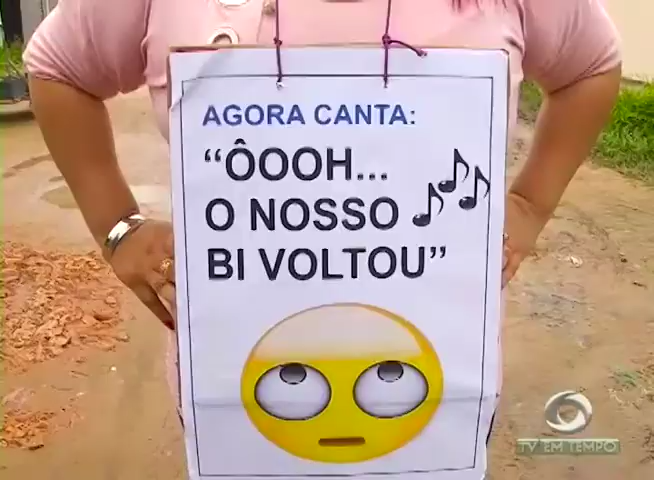 AGORA CANTA:
“ÔOOH...
O NOSSO
BI VOLTOU”
TV EM TEMPO